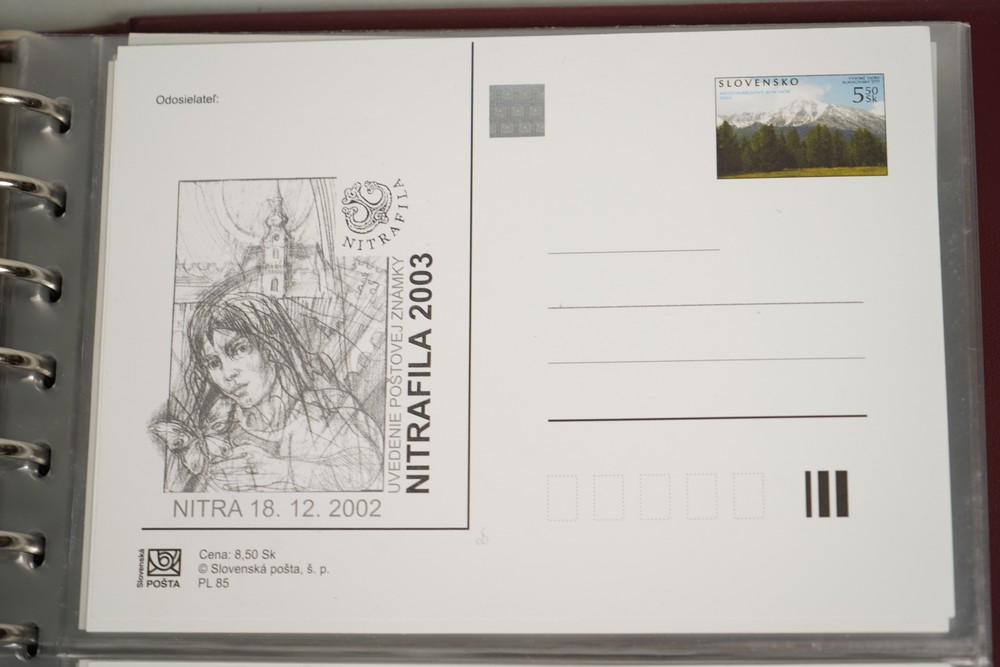 Odosielateľ:
SLOVENSKO
5 50 Sk
NITRAFILA
UVEDENIE POŠTOVEJ ZNÁMKY
NITRAFILA 2003
NITRA 18. 12. 2002
Slovenská
POŠTA
Cena: 8,50 Sk
© Slovenská pošta, š. p.
PL 85